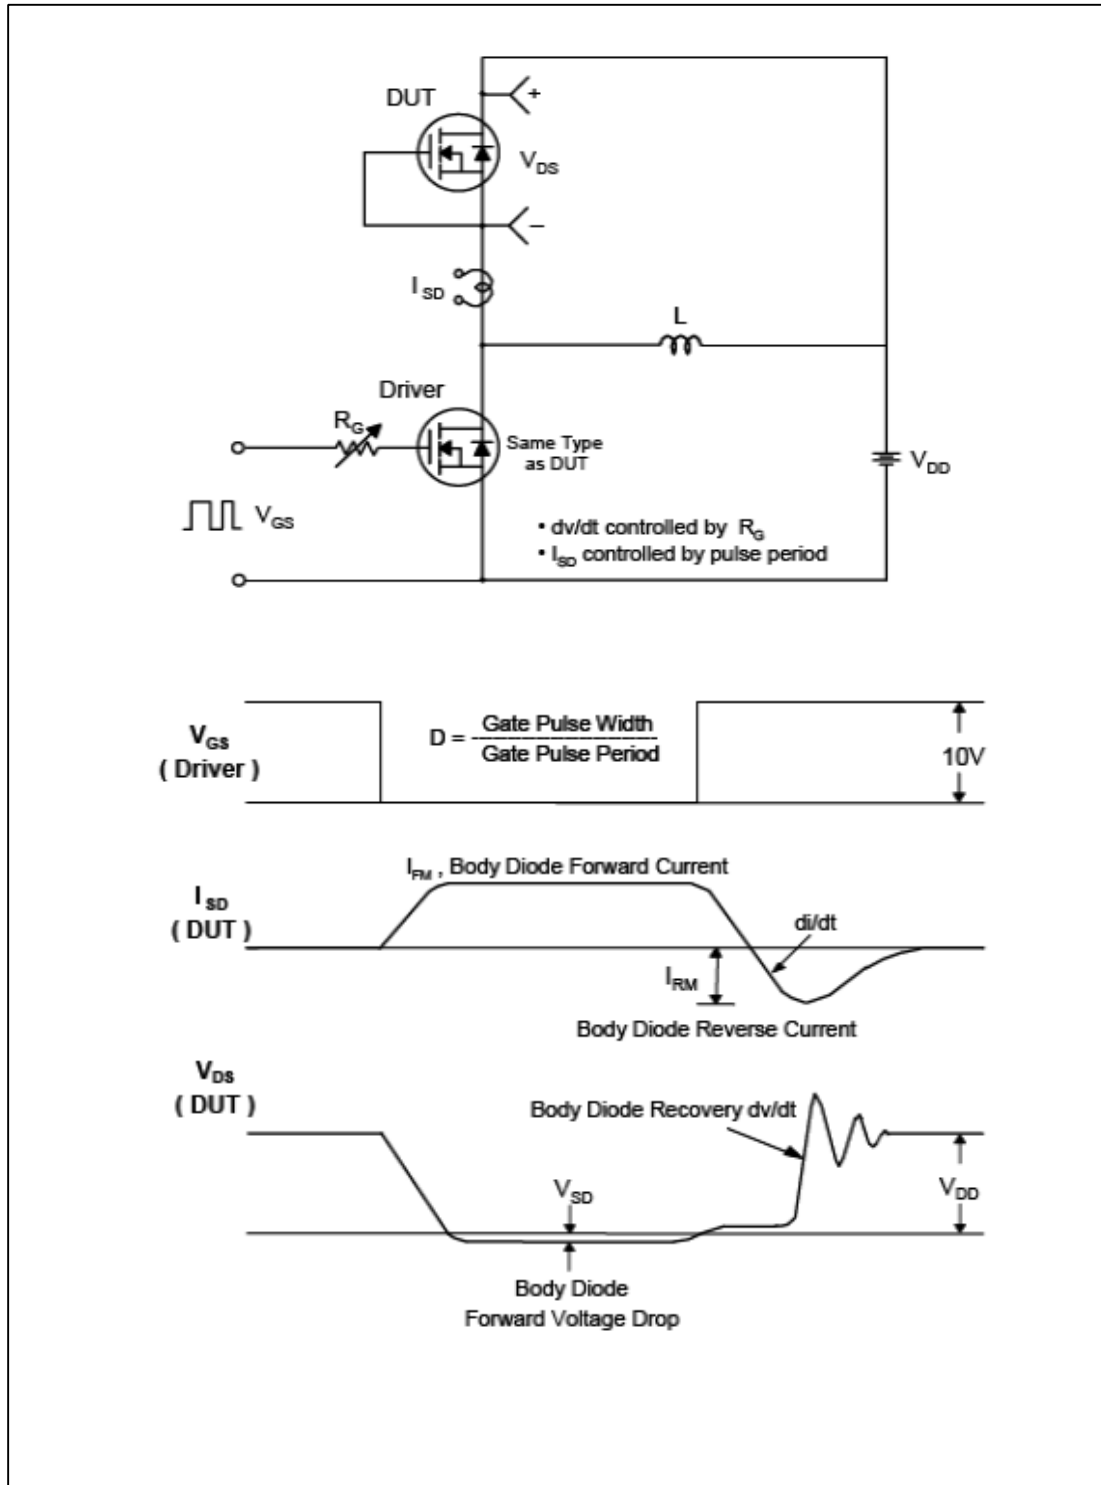 DUT
+
V_DS
−
I_SD
L
Driver
R_G
Same Type
as DUT
V_DD
V_GS
• dv/dt controlled by R_G
• I_SD controlled by pulse period
V_GS
( Driver )
D = Gate Pulse Width
Gate Pulse Period
10V
I_FM , Body Diode Forward Current
I_SD
( DUT )
di/dt
I_RM
Body Diode Reverse Current
V_DS
( DUT )
Body Diode Recovery dv/dt
V_SD
V_DD
Body Diode
Forward Voltage Drop